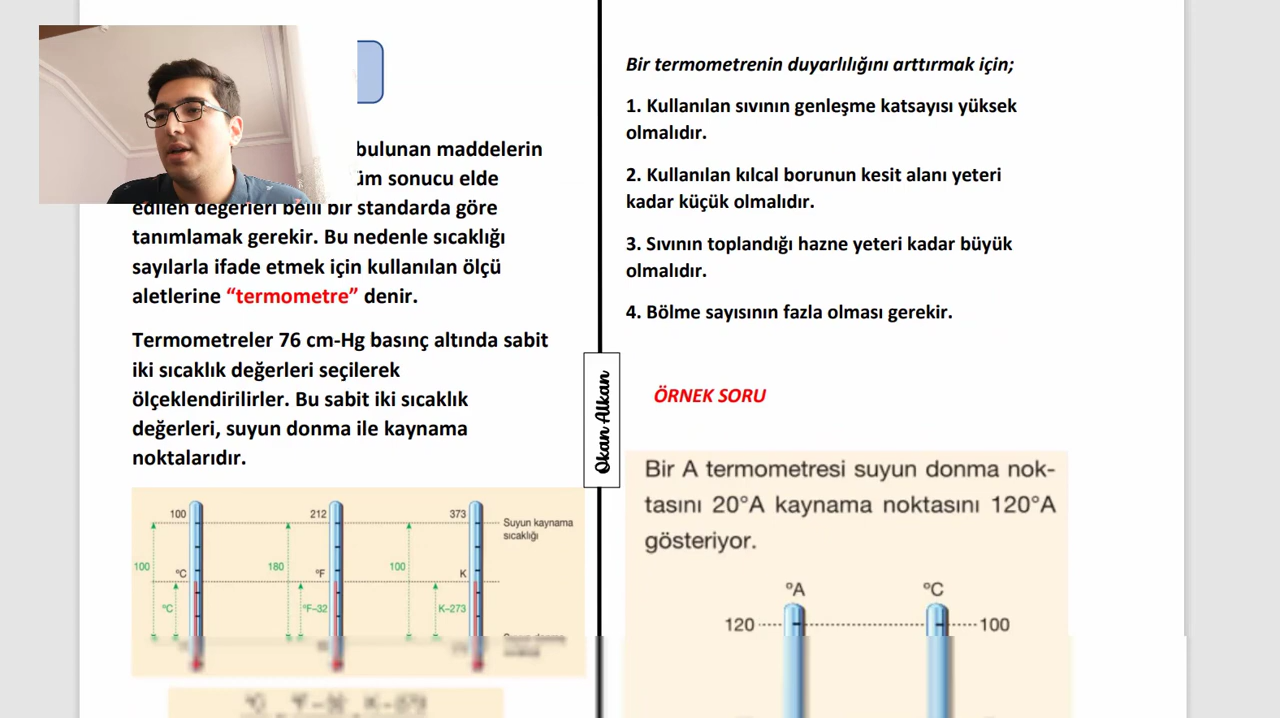 bulunan maddelerin
üm sonucu elde
edilen değerleri belli bir standarda göre
tanımlamak gerekir. Bu nedenle sıcaklığı
sayılarla ifade etmek için kullanılan ölçü
aletlerine “termometre” denir.
Termometreler 76 cm-Hg basınç altında sabit
iki sıcaklık değerleri seçilerek
ölçeklendirilirler. Bu sabit iki sıcaklık
değerleri, suyun donma ile kaynama
noktalarıdır.
100 212 373 Suyun kaynama
sıcaklığı
100 °C 180 °F 100 K
°C °F–32 K–273
°C °F – 32 K – 273
Okan Alkan
Bir termometrenin duyarlılığını arttırmak için;
1. Kullanılan sıvının genleşme katsayısı yüksek
olmalıdır.
2. Kullanılan kılcal borunun kesit alanı yeteri
kadar küçük olmalıdır.
3. Sıvının toplandığı hazne yeteri kadar büyük
olmalıdır.
4. Bölme sayısının fazla olması gerekir.
ÖRNEK SORU
Bir A termometresi suyun donma nok-
tasını 20°A kaynama noktasını 120°A
gösteriyor.
°A °C
120 100